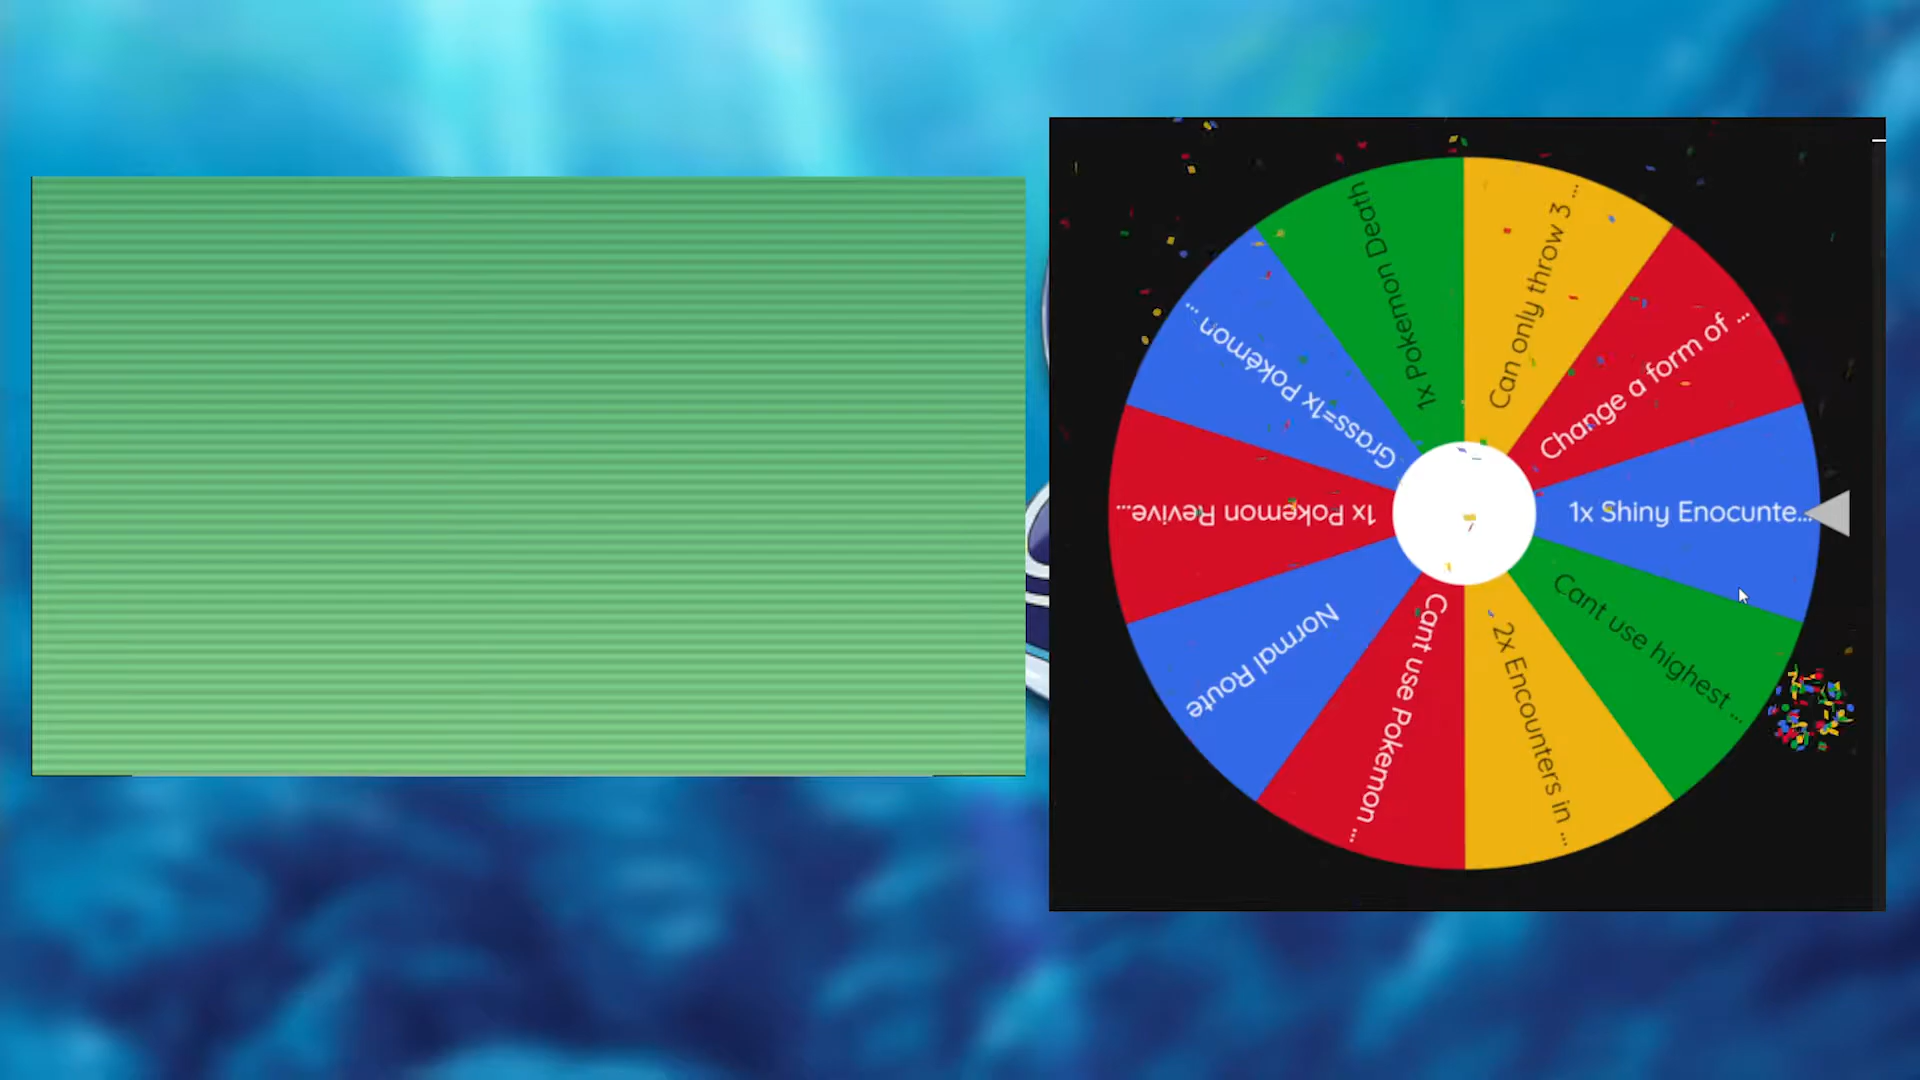 1x Pokemon Death
Can only throw 3 ...
Change a form of ...
1x Shiny Enocunte...
Cant use highest ...
2x Encounters in ...
Cant use Pokemon ...
Normal Route
1x Pokemon Revive...
Grass=1x Pokémon ...